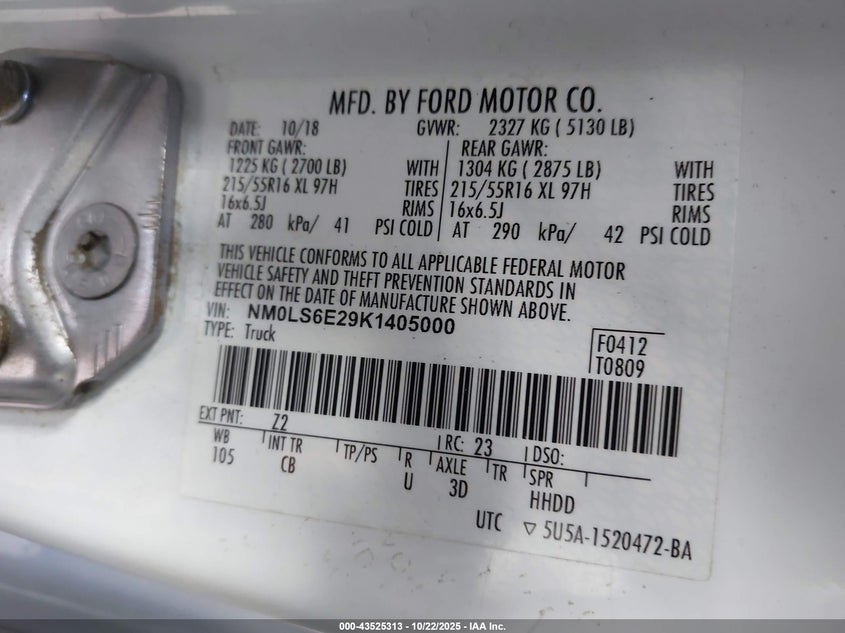 MFD. BY FORD MOTOR CO.
DATE: 10/18 GVWR: 2327 KG ( 5130 LB)
FRONT GAWR: REAR GAWR:
1225 KG ( 2700 LB) WITH 1304 KG ( 2875 LB) WITH
215/55R16 XL 97H TIRES 215/55R16 XL 97H TIRES
16x6.5J RIMS 16x6.5J RIMS
AT 280 kPa/ 41 PSI COLD AT 290 kPa/ 42 PSI COLD
THIS VEHICLE CONFORMS TO ALL APPLICABLE FEDERAL MOTOR
VEHICLE SAFETY AND THEFT PREVENTION STANDARDS IN
EFFECT ON THE DATE OF MANUFACTURE SHOWN ABOVE.
VIN: NM0LS6E29K1405000
TYPE: Truck
F0412
T0809
EXT PNT: Z2 RC: 23 DSO:
WB INT TR TP/PS R AXLE TR SPR
105 CB U 3D HHDD
UTC ▽ 5U5A-1520472-BA
000-43525313 - 10/22/2025 - IAA Inc.